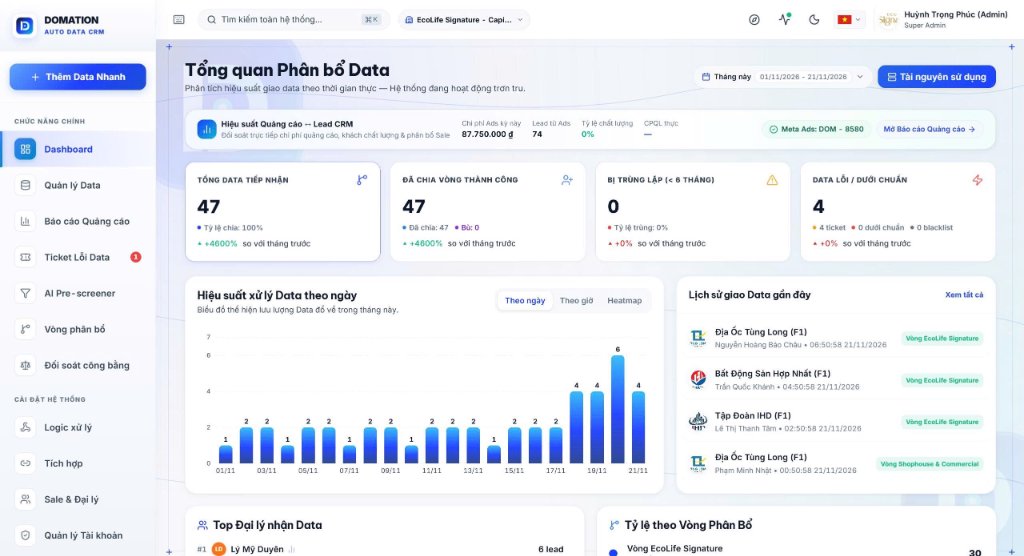 DOMATION
AUTO DATA CRM
Tìm kiếm toàn hệ thống...
⌘K
EcoLife Signature - Capi...
Huỳnh Trọng Phúc (Admin)
Super Admin
+ Thêm Data Nhanh
CHỨC NĂNG CHÍNH
Dashboard
Quản lý Data
Báo cáo Quảng cáo
Ticket Lỗi Data
1
AI Pre-screener
Vòng phân bổ
Đối soát công bằng
CÀI ĐẶT HỆ THỐNG
Logic xử lý
Tích hợp
Sale & Đại lý
Quản lý Tài khoản
Tổng quan Phân bổ Data
Phân tích hiệu suất giao data theo thời gian thực — Hệ thống đang hoạt động trơn tru.
Tháng này 01/11/2026 - 21/11/2026
Tài nguyên sử dụng
Hiệu suất Quảng cáo -- Lead CRM
Đối soát trực tiếp chi phí quảng cáo, khách chất lượng & phân bổ Sale
Chi phí Ads kỳ này
87.750.000 ₫
Lead từ Ads
74
Tỷ lệ chất lượng
0%
CPQL thực
—
Meta Ads: DOM - 8580
Mở Báo cáo Quảng cáo →
TỔNG DATA TIẾP NHẬN
47
Tỷ lệ chia: 100%
+4600% so với tháng trước
ĐÃ CHIA VÒNG THÀNH CÔNG
47
Đã chia: 47 Bù: 0
+4600% so với tháng trước
BỊ TRÙNG LẶP (< 6 THÁNG)
0
Tỷ lệ trùng: 0%
+0% so với tháng trước
DATA LỖI / DƯỚI CHUẨN
4
4 ticket 0 dưới chuẩn 0 blacklist
+0% so với tháng trước
Hiệu suất xử lý Data theo ngày
Biểu đồ thể hiện lưu lượng Data đổ về trong tháng này.
Theo ngày Theo giờ Heatmap
7
6
4
2
0
1 2 2 1 2 2 1 2 2 1 2 2 2 1 2 2 2 4 4 6 4
01/11 03/11 05/11 07/11 09/11 11/11 13/11 15/11 17/11 19/11 21/11
Lịch sử giao Data gần đây
Xem tất cả
Địa Ốc Tùng Long (F1)
Nguyễn Hoàng Bảo Châu • 06:50:58 21/11/2026
Vòng EcoLife Signature
Bất Động Sản Hợp Nhất (F1)
Trần Quốc Khánh • 04:50:58 21/11/2026
Vòng EcoLife Signature
Tập Đoàn IHD (F1)
Lê Thị Thanh Tâm • 02:50:58 21/11/2026
Vòng EcoLife Signature
Địa Ốc Tùng Long (F1)
Phạm Minh Nhật • 00:50:58 21/11/2026
Vòng Shophouse & Commercial
Top Đại lý nhận Data
#1 LD Lý Mỹ Duyên
6 lead
Tỷ lệ theo Vòng Phân Bổ
Vòng EcoLife Signature
30